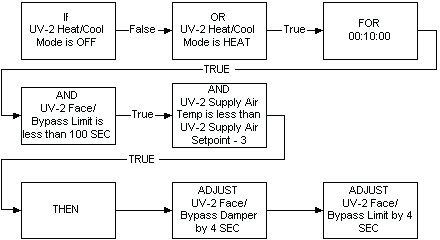 If
UV-2 Heat/Cool
Mode is OFF
False
OR
UV-2 Heat/Cool
Mode is HEAT
True
FOR
00:10:00
TRUE
AND
UV-2 Face/
Bypass Limit is
less than 100 SEC
True
AND
UV-2 Supply Air
Temp is less than
UV-2 Supply Air
Setpoint - 3
TRUE
THEN
ADJUST
UV-2 Face/
Bypass Damper
by 4 SEC
ADJUST
UV-2 Face/
Bypass Limit by 4
SEC